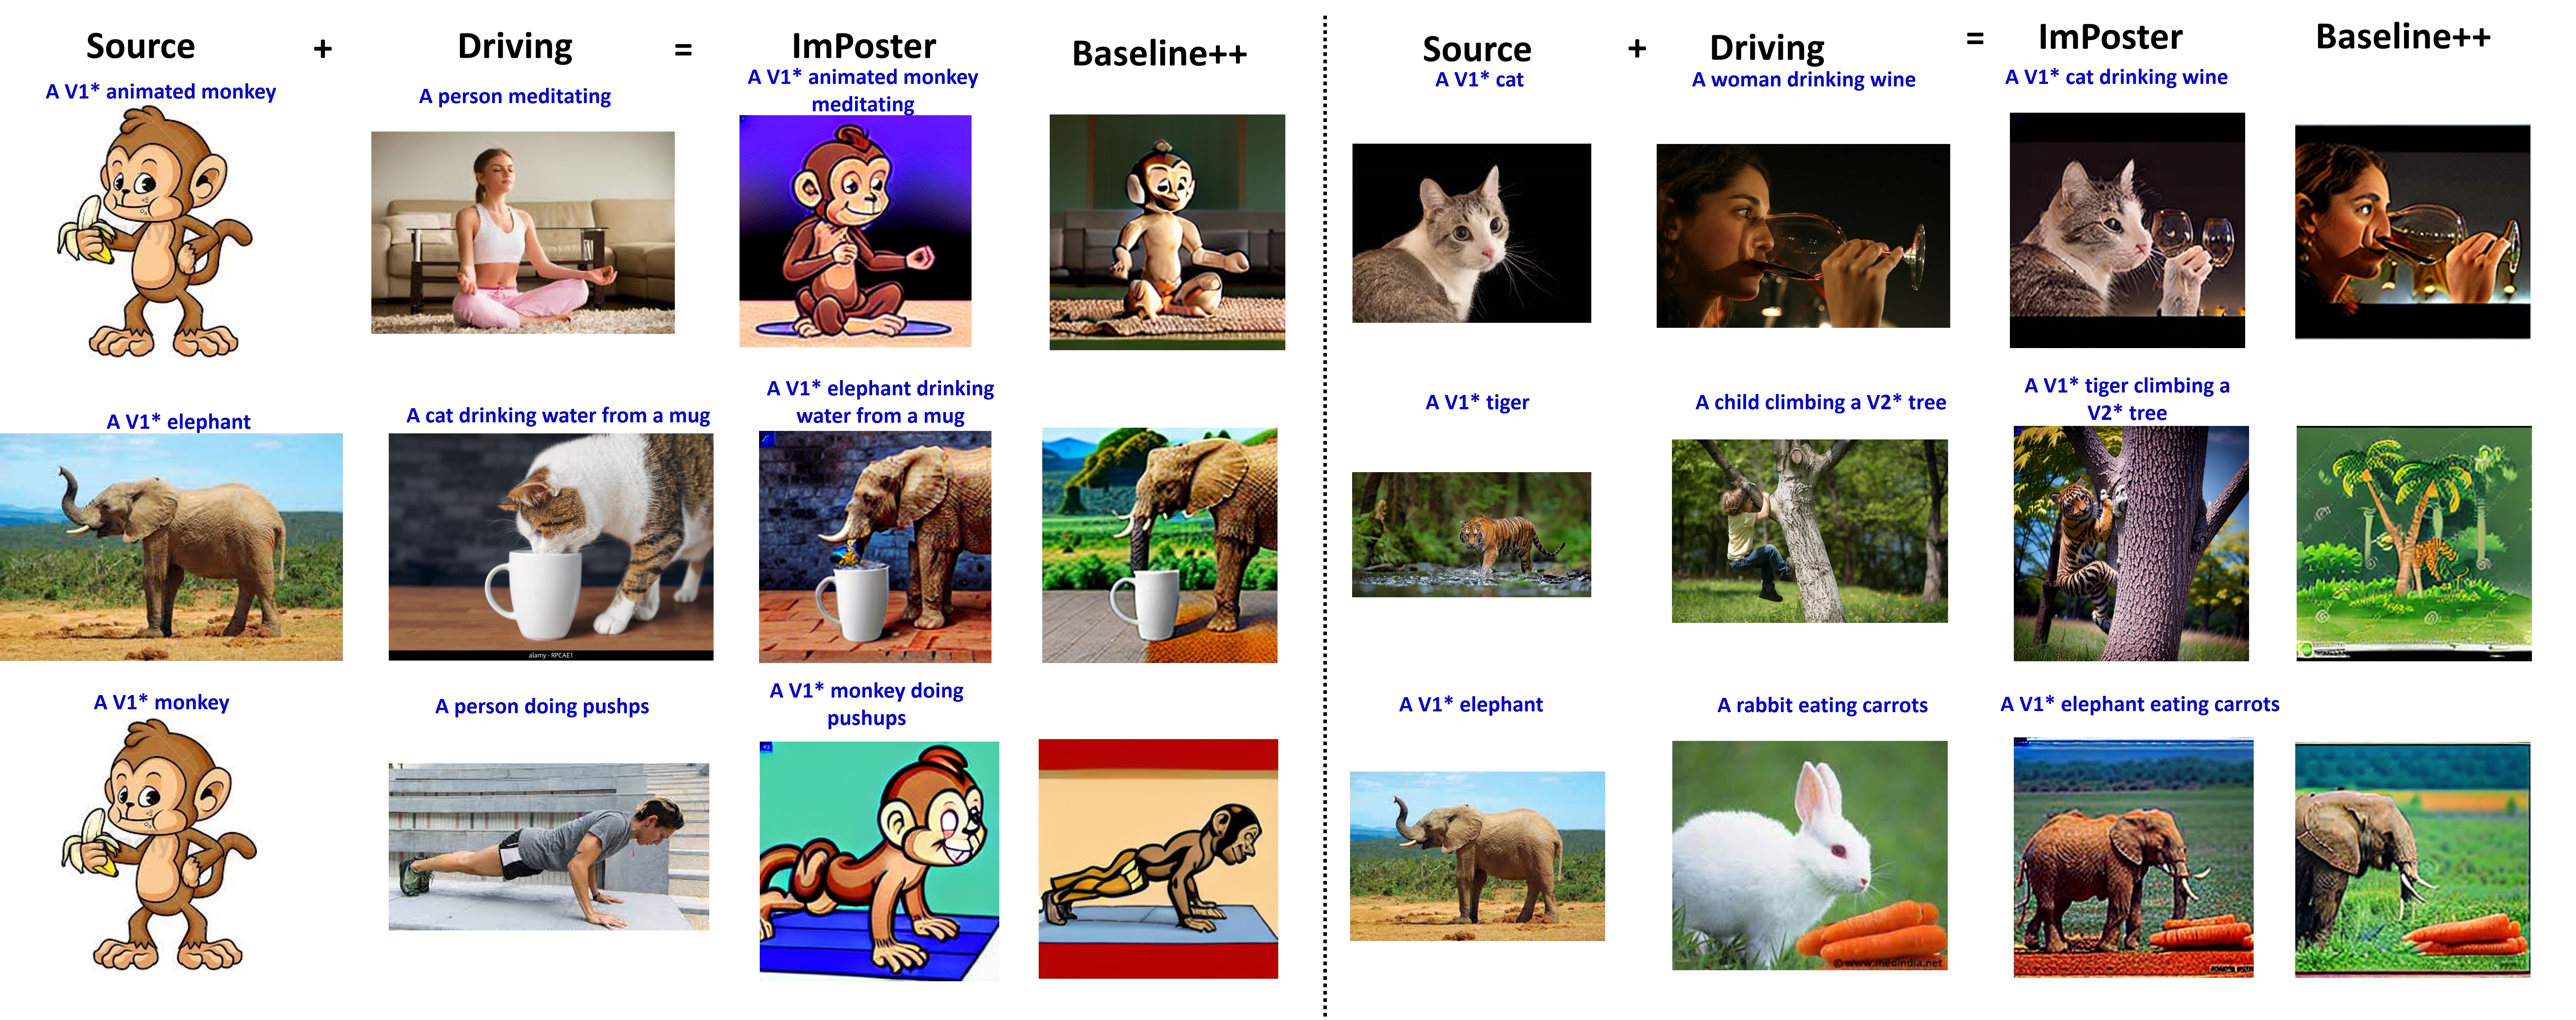 Source + Driving = ImPoster Baseline++
A V1* animated monkey
A person meditating
A V1* animated monkey
meditating
A V1* elephant
A cat drinking water from a mug
A V1* elephant drinking
water from a mug
alamy - RPCAE1
A V1* monkey
A person doing pushps
A V1* monkey doing
pushups
Source + Driving = ImPoster Baseline++
A V1* cat
A woman drinking wine
A V1* cat drinking wine
A V1* tiger
A child climbing a V2* tree
A V1* tiger climbing a
V2* tree
A V1* elephant
A rabbit eating carrots
A V1* elephant eating carrots
© www.medindia.net